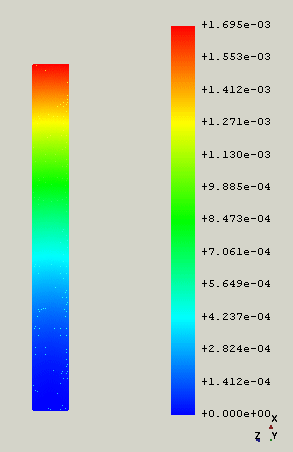 +1.695e-03
+1.553e-03
+1.412e-03
+1.271e-03
+1.130e-03
+9.885e-04
+8.473e-04
+7.061e-04
+5.649e-04
+4.237e-04
+2.824e-04
+1.412e-04
+0.000e+00
X
Z Y